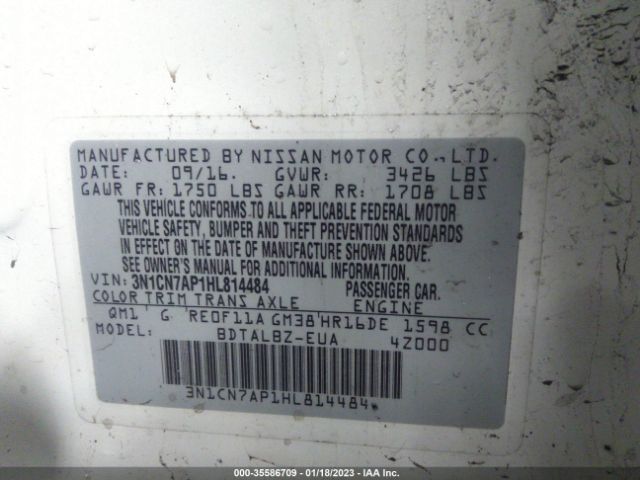 MANUFACTURED BY NISSAN MOTOR CO., LTD.
DATE: 09/16. GVWR: 3426 LBS
GAWR FR: 1750 LBS GAWR RR: 1708 LBS
THIS VEHICLE CONFORMS TO ALL APPLICABLE FEDERAL MOTOR
VEHICLE SAFETY, BUMPER AND THEFT PREVENTION STANDARDS
IN EFFECT ON THE DATE OF MANUFACTURE SHOWN ABOVE.
SEE OWNER'S MANUAL FOR ADDITIONAL INFORMATION.
VIN: 3N1CN7AP1HL814484 PASSENGER CAR.
COLOR TRIM TRANS AXLE ENGINE
QM1 G RE0F11A GM38 HR16DE 1598 CC
MODEL: BDTALBZ-EUA 4Z000
3N1CN7AP1HL814484
000-35586709 - 01/18/2023 - IAA Inc.